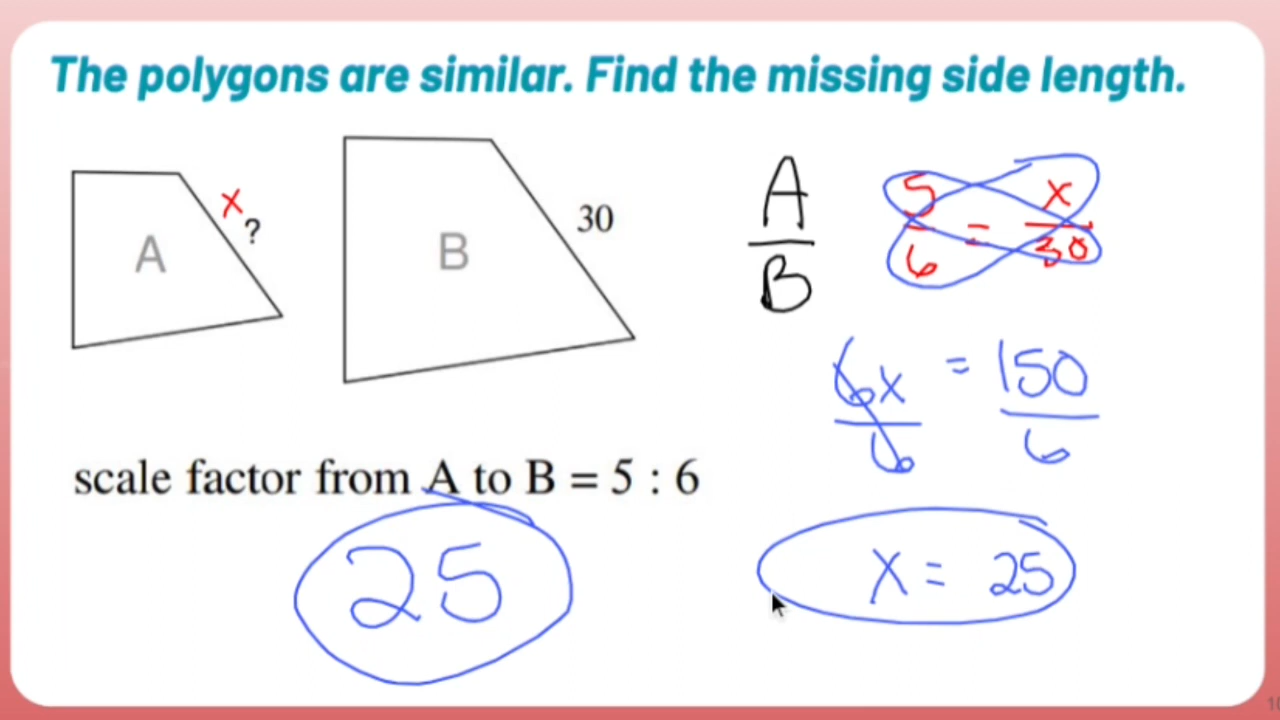 The polygons are similar. Find the missing side length.
x
?
A
B
30
A
B
5
6
=
x
30
6x
6
=
150
6
scale factor from A to B = 5 : 6
25
x = 25